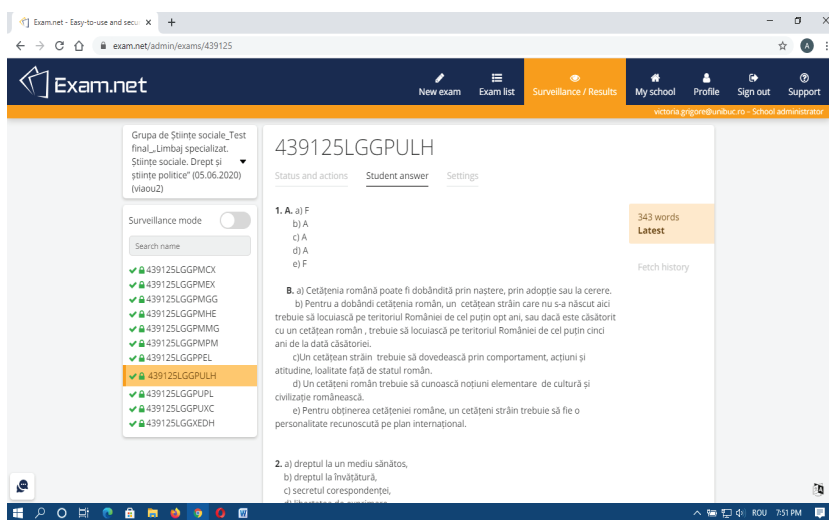 Exam.net - Easy-to-use and secu
exam.net/admin/exams/439125
A
Exam.net
New exam
Exam list
Surveillance / Results
My school
Profile
Sign out
Support
victoria.grigore@unibuc.ro - School administrator
Grupa de Științe sociale_Test
final_„Limbaj specializat.
Științe sociale. Drept și
științe politice" (05.06.2020)
(viaou2)
Surveillance mode
Search name
439125LGGPMCX
439125LGGPMEX
439125LGGPMGG
439125LGGPMHE
439125LGGPMMG
439125LGGPMPM
439125LGGPPEL
439125LGGPULH
439125LGGPUPL
439125LGGPUXC
439125LGGXEDH
439125LGGPULH
Status and actions
Student answer
Settings
1. A. a) F
b) A
c) A
d) A
e) F
B. a) Cetățenia română poate fi dobândită prin naștere, prin adopție sau la cerere.
b) Pentru a dobândi cetățenia român, un cetățean străin care nu s-a născut aici
trebuie să locuiască pe teritoriul României de cel puțin opt ani, sau dacă este căsătorit
cu un cetățean român , trebuie să locuiască pe teritoriul României de cel puțin cinci
ani de la dată căsătoriei.
c)Un cetățean străin trebuie să dovedească prin comportament, acțiuni și
atitudine, loalitate față de statul român.
d) Un cetățeni român trebuie să cunoască noțiuni elementare de cultură și
civilizație românească.
e) Pentru obținerea cetățeniei române, un cetățeni străin trebuie să fie o
personalitate recunoscută pe plan internațional.
2. a) dreptul la un mediu sănătos,
b) dreptul la învățătură,
c) secretul corespondenței,
343 words
Latest
Fetch history
ROU
7:51 PM